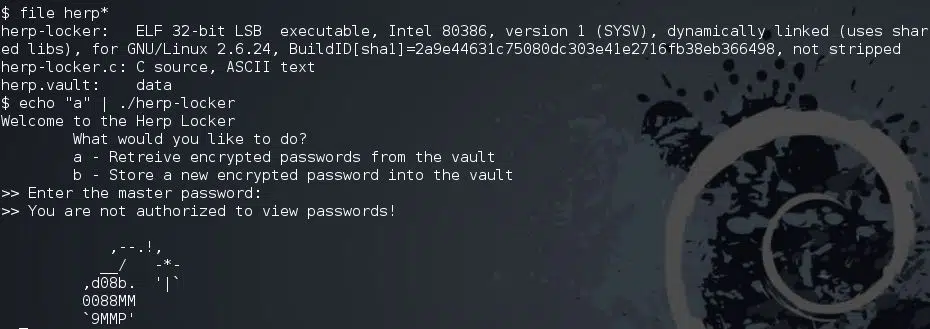 $ file herp*
herp-locker:   ELF 32-bit LSB  executable, Intel 80386, version 1 (SYSV), dynamically linked (uses shar
ed libs), for GNU/Linux 2.6.24, BuildID[sha1]=2a9e44631c75080dc303e41e2716fb38eb366498, not stripped
herp-locker.c: C source, ASCII text
herp.vault:    data
$ echo "a" | ./herp-locker
Welcome to the Herp Locker
        What would you like to do?
        a - Retreive encrypted passwords from the vault
        b - Store a new encrypted password into the vault
>> Enter the master password:
>> You are not authorized to view passwords!
            ,--.!,
         __/   -*-
       ,d08b.  '|`
       0088MM
       `9MMP'